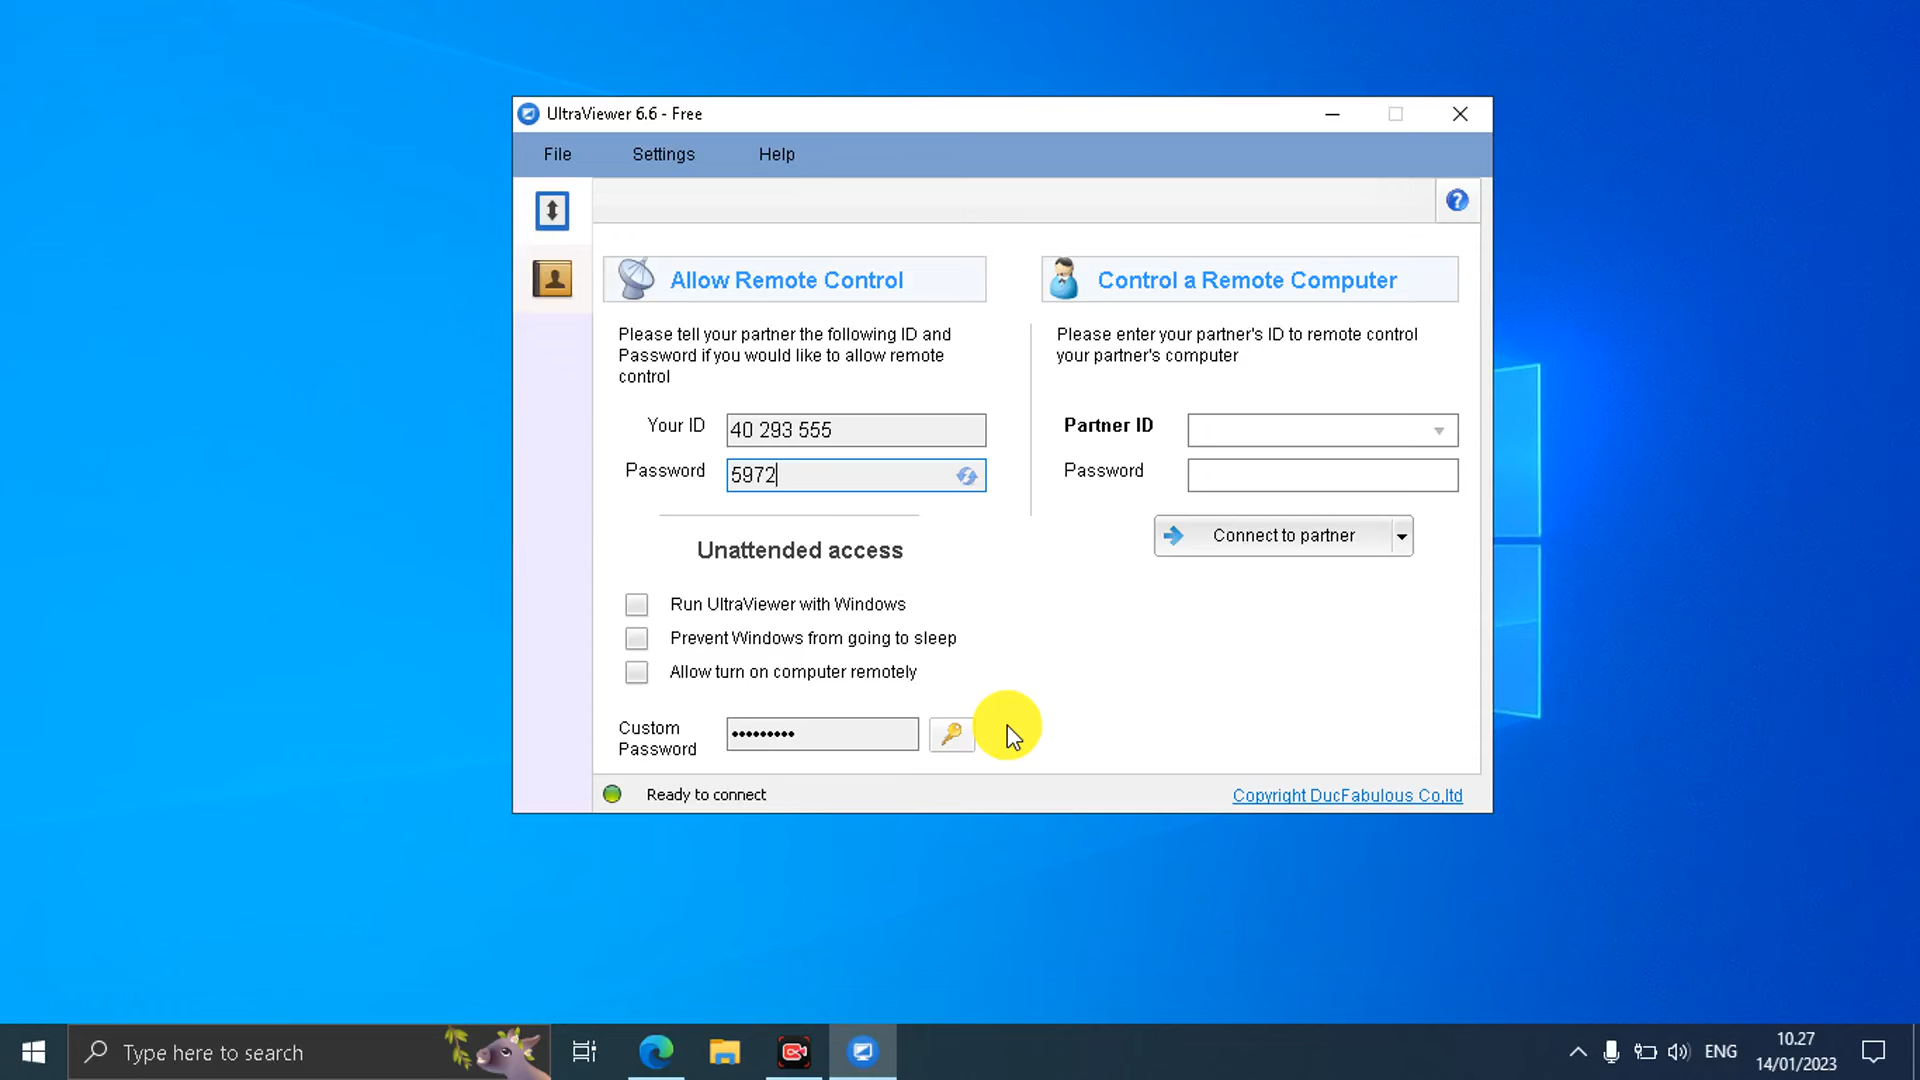 UltraViewer 6.6 - Free
File Settings Help
Allow Remote Control
Please tell your partner the following ID and
Password if you would like to allow remote
control
Your ID 40 293 555
Password 5972
Unattended access
Run UltraViewer with Windows
Prevent Windows from going to sleep
Allow turn on computer remotely
Custom
Password •••••••••
Control a Remote Computer
Please enter your partner's ID to remote control
your partner's computer
Partner ID
Password
Connect to partner
Ready to connect
Copyright DucFabulous Co,ltd
Type here to search
ENG
10.27
14/01/2023